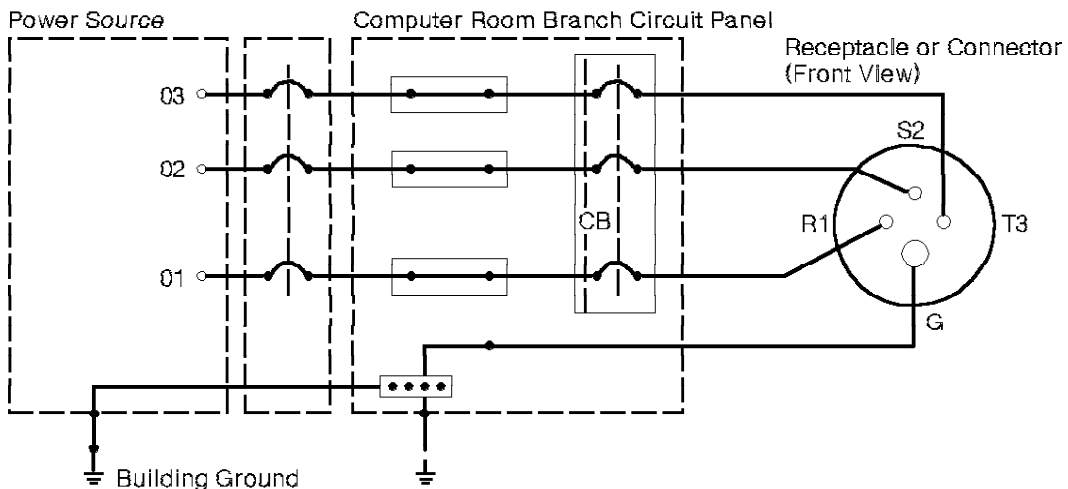 Power Source
Computer Room Branch Circuit Panel
Receptacle or Connector
(Front View)
03
S2
02
CB
R1
T3
01
G
Building Ground